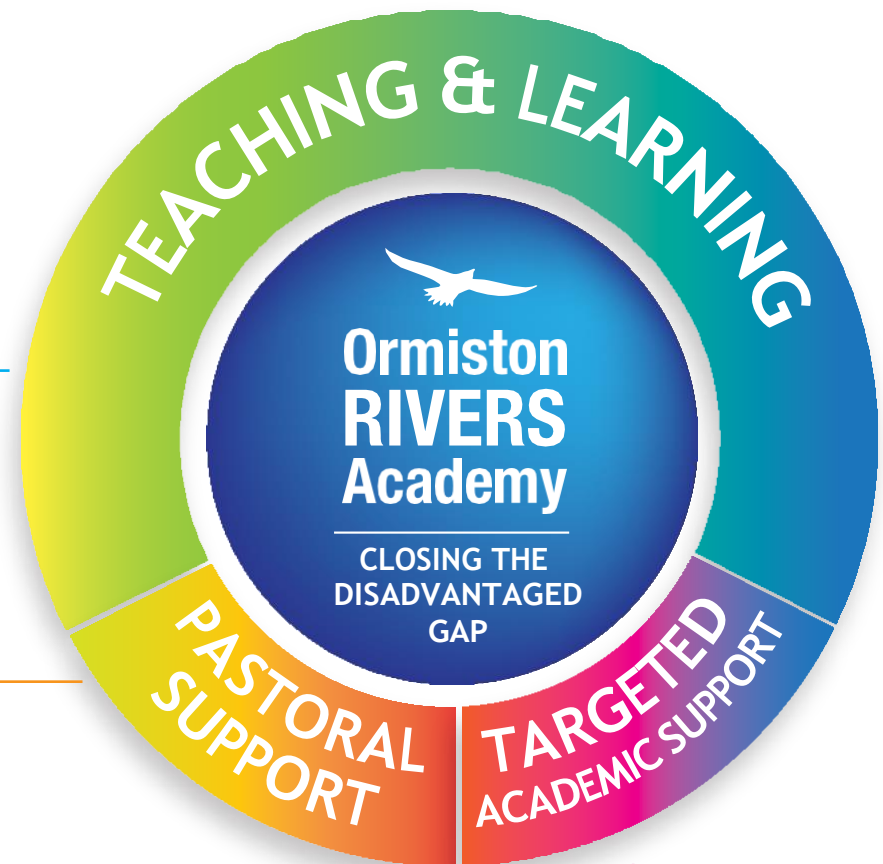 TEACHING & LEARNING
Ormiston
RIVERS
Academy
CLOSING THE
DISADVANTAGED
GAP
PASTORAL
SUPPORT
TARGETED
ACADEMIC SUPPORT